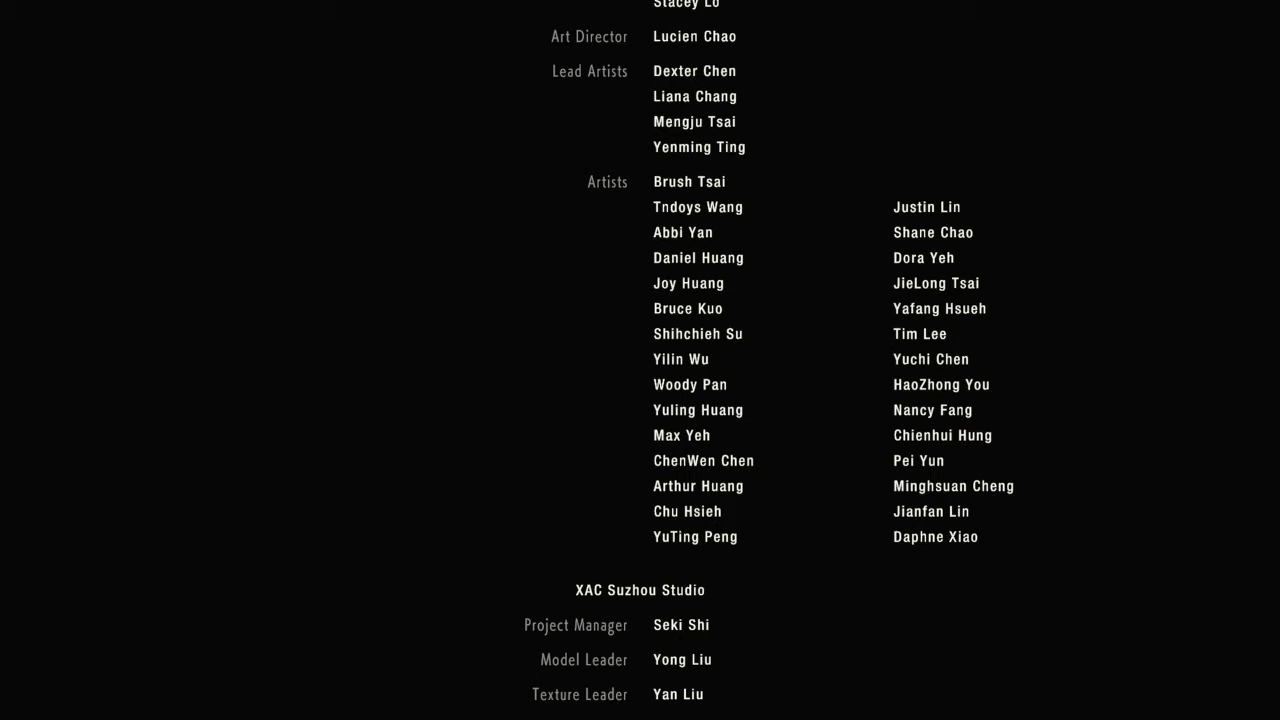 Stacey Lo
Art Director Lucien Chao
Lead Artists Dexter Chen
Liana Chang
Mengju Tsai
Yenming Ting
Artists Brush Tsai
Tndoys Wang Justin Lin
Abbi Yan Shane Chao
Daniel Huang Dora Yeh
Joy Huang JieLong Tsai
Bruce Kuo Yafang Hsueh
Shihchieh Su Tim Lee
Yilin Wu Yuchi Chen
Woody Pan HaoZhong You
Yuling Huang Nancy Fang
Max Yeh Chienhui Hung
ChenWen Chen Pei Yun
Arthur Huang Minghsuan Cheng
Chu Hsieh Jianfan Lin
YuTing Peng Daphne Xiao
XAC Suzhou Studio
Project Manager Seki Shi
Model Leader Yong Liu
Texture Leader Yan Liu